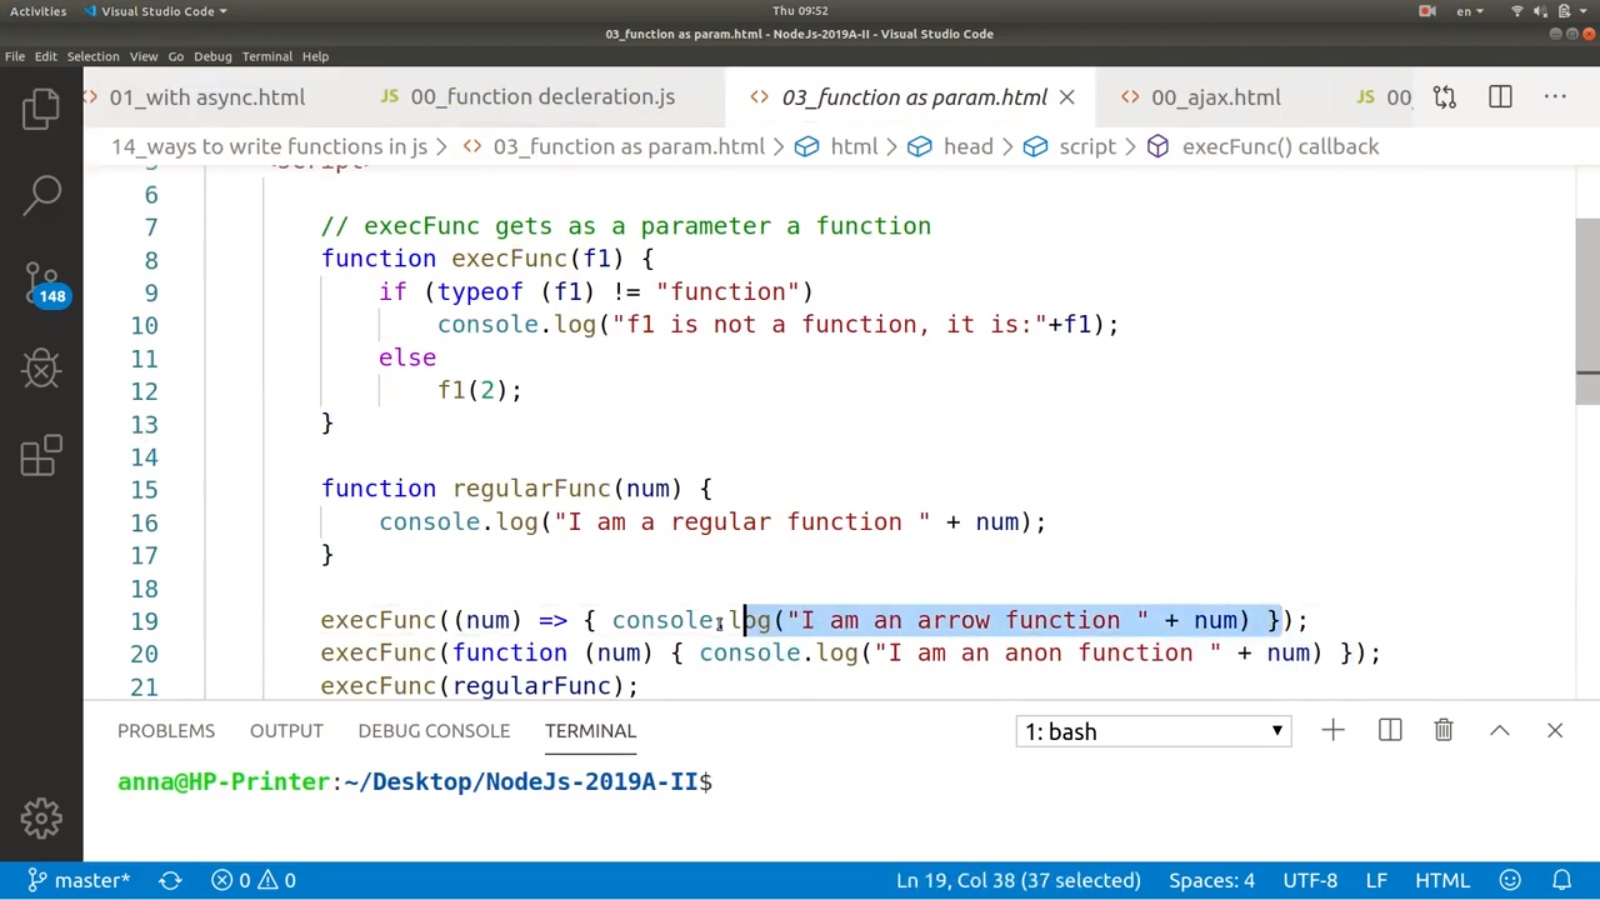 Activities Visual Studio Code Thu 09:52 en
03_function as param.html - NodeJs-2019A-II - Visual Studio Code
File Edit Selection View Go Debug Terminal Help
01_with async.html JS 00_function decleration.js 03_function as param.html 00_ajax.html JS 00
14_ways to write functions in js > 03_function as param.html > html > head > script > execFunc() callback
6
7 // execFunc gets as a parameter a function
8 function execFunc(f1) {
9 if (typeof (f1) != "function")
10 console.log("f1 is not a function, it is:"+f1);
11 else
12 f1(2);
13 }
14
15 function regularFunc(num) {
16 console.log("I am a regular function " + num);
17 }
18
19 execFunc((num) => { console.log("I am an arrow function " + num) });
20 execFunc(function (num) { console.log("I am an anon function " + num) });
21 execFunc(regularFunc);
148
PROBLEMS OUTPUT DEBUG CONSOLE TERMINAL 1: bash
anna@HP-Printer:~/Desktop/NodeJs-2019A-II$
master* 0 0 Ln 19, Col 38 (37 selected) Spaces: 4 UTF-8 LF HTML